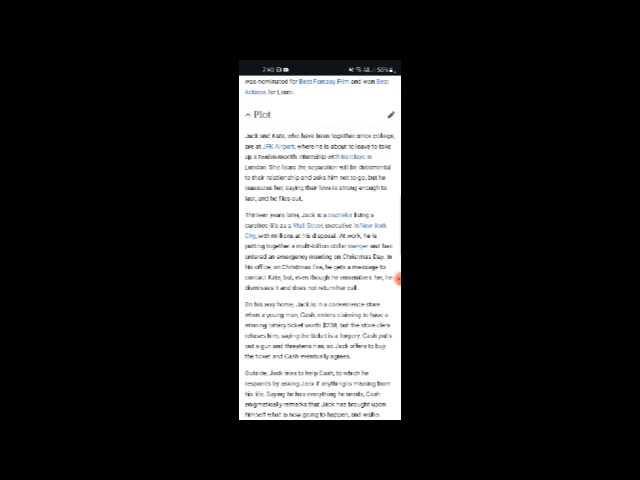 7:40
58%
was nominated for Best Fantasy Film and won Best
Actress for Leoni.
Plot
Jack and Kate, who have been together since college,
are at JFK Airport, where he is about to leave to take
up a twelve-month internship with Barclays in
London. She fears the separation will be detrimental
to their relationship and asks him not to go, but he
reassures her, saying their love is strong enough to
last, and he flies out.
Thirteen years later, Jack is a bachelor living a
carefree life as a Wall Street executive in New York
City, with millions at his disposal. At work, he is
putting together a multi-billion-dollar merger and has
ordered an emergency meeting on Christmas Day. In
his office, on Christmas Eve, he gets a message to
contact Kate, but, even though he remembers her, he
dismisses it and does not return her call.
On his way home, Jack is in a convenience store
when a young man, Cash, enters claiming to have a
winning lottery ticket worth $238, but the store clerk
refuses him, saying the ticket is a forgery. Cash pulls
out a gun and threatens him, so Jack offers to buy
the ticket and Cash eventually agrees.
Outside, Jack tries to help Cash, to which he
responds by asking Jack if anything is missing from
his life. Saying he has everything he needs, Cash
enigmatically remarks that Jack has brought upon
himself what is now going to happen, and walks